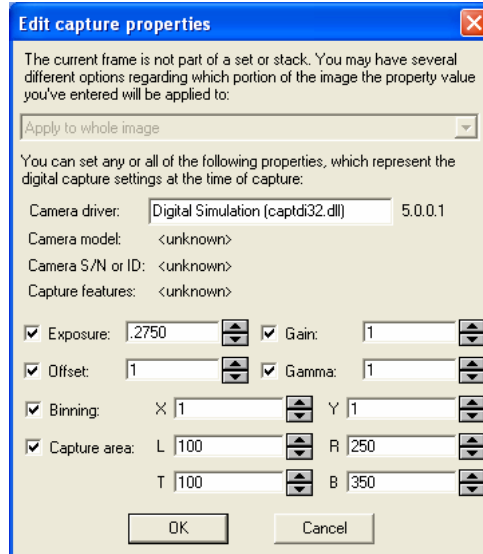 Edit capture properties
The current frame is not part of a set or stack. You may have several
different options regarding which portion of the image the property value
you've entered will be applied to:
Apply to whole image
You can set any or all of the following properties, which represent the
digital capture settings at the time of capture:
Camera driver: Digital Simulation (captdi32.dll) 5.0.0.1
Camera model: <unknown>
Camera S/N or ID: <unknown>
Capture features: <unknown>
Exposure: .2750 Gain: 1
Offset: 1 Gamma: 1
Binning: X 1 Y 1
Capture area: L 100 R 250
T 100 B 350
OK Cancel